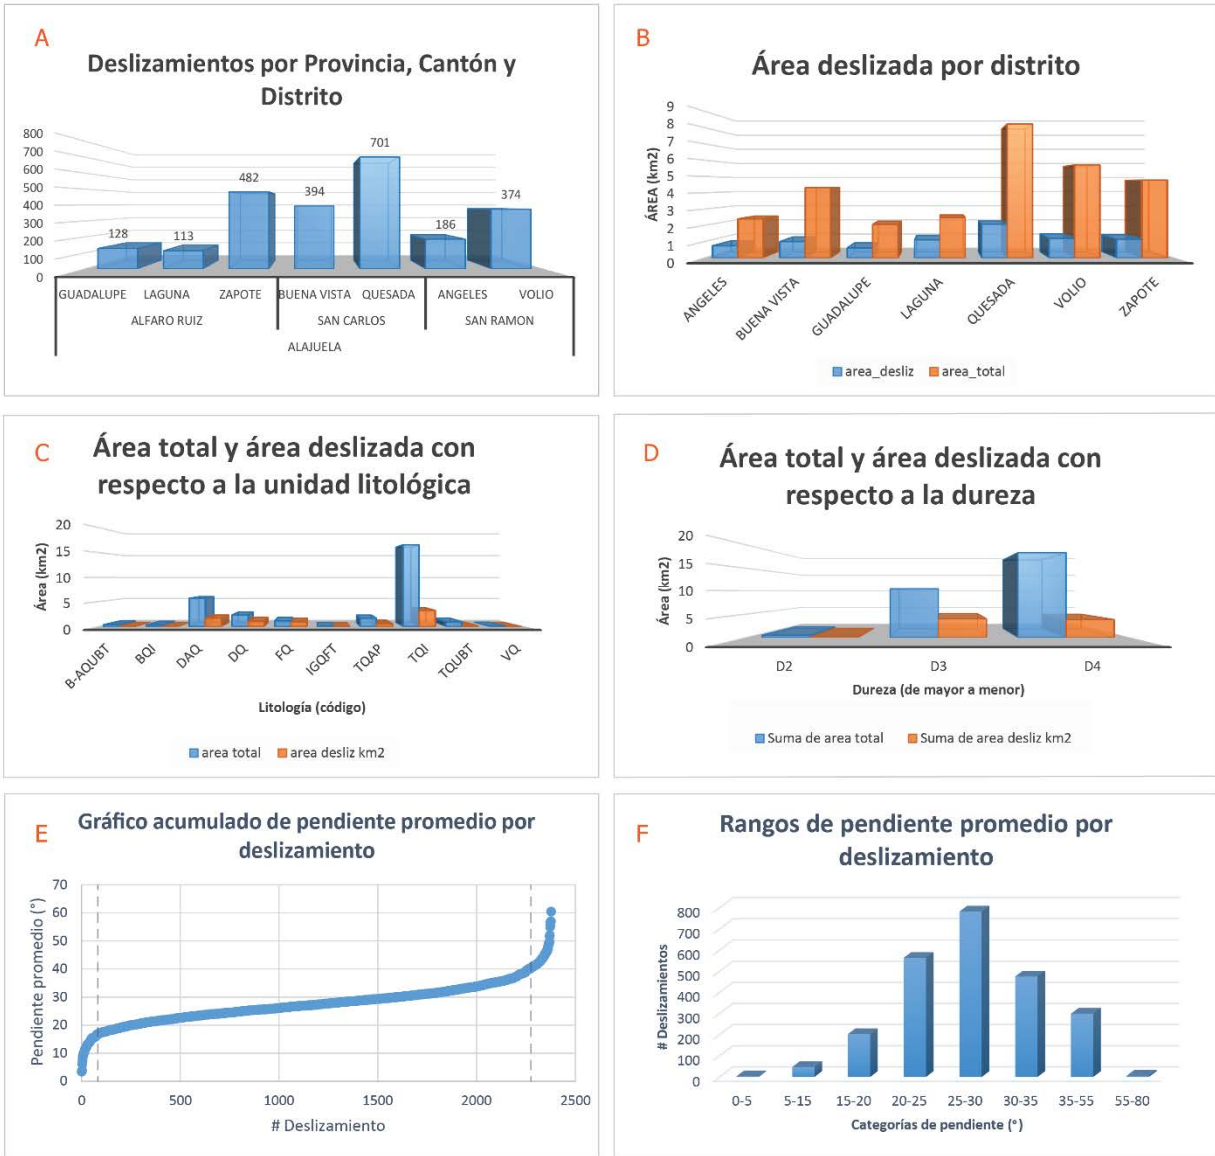 A
Deslizamientos por Provincia, Cantón y
Distrito
800
700
600
500
400
300
200
100
0
128
113
482
394
701
186
374
GUADALUPE LAGUNA ZAPOTE BUENA VISTA QUESADA ANGELES VOLIO
ALFARO RUIZ SAN CARLOS SAN RAMON
ALAJUELA
B
Área deslizada por distrito
ÁREA (km2)
9
8
7
6
5
4
3
2
1
0
ANGELES
BUENA VISTA
GUADALUPE
LAGUNA
QUESADA
VOLIO
ZAPOTE
area_desliz area_total
C
Área total y área deslizada con
respecto a la unidad litológica
Área (km2)
20
15
10
5
0
B-AQUBT
BQI
DAQ
DQ
FQ
IGQFT
TQAP
TQI
TQUBT
VQ
Litología (código)
area total area desliz km2
D
Área total y área deslizada con
respecto a la dureza
Área (km2)
20
15
10
5
0
D2 D3 D4
Dureza (de mayor a menor)
Suma de area total Suma de area desliz km2
E
Gráfico acumulado de pendiente promedio por
deslizamiento
Pendiente promedio (°)
70
60
50
40
30
20
10
0
0 500 1000 1500 2000 2500
# Deslizamiento
F
Rangos de pendiente promedio por
deslizamiento
# Deslizamientos
800
700
600
500
400
300
200
100
0
0-5 5-15 15-20 20-25 25-30 30-35 35-55 55-80
Categorías de pendiente (°)